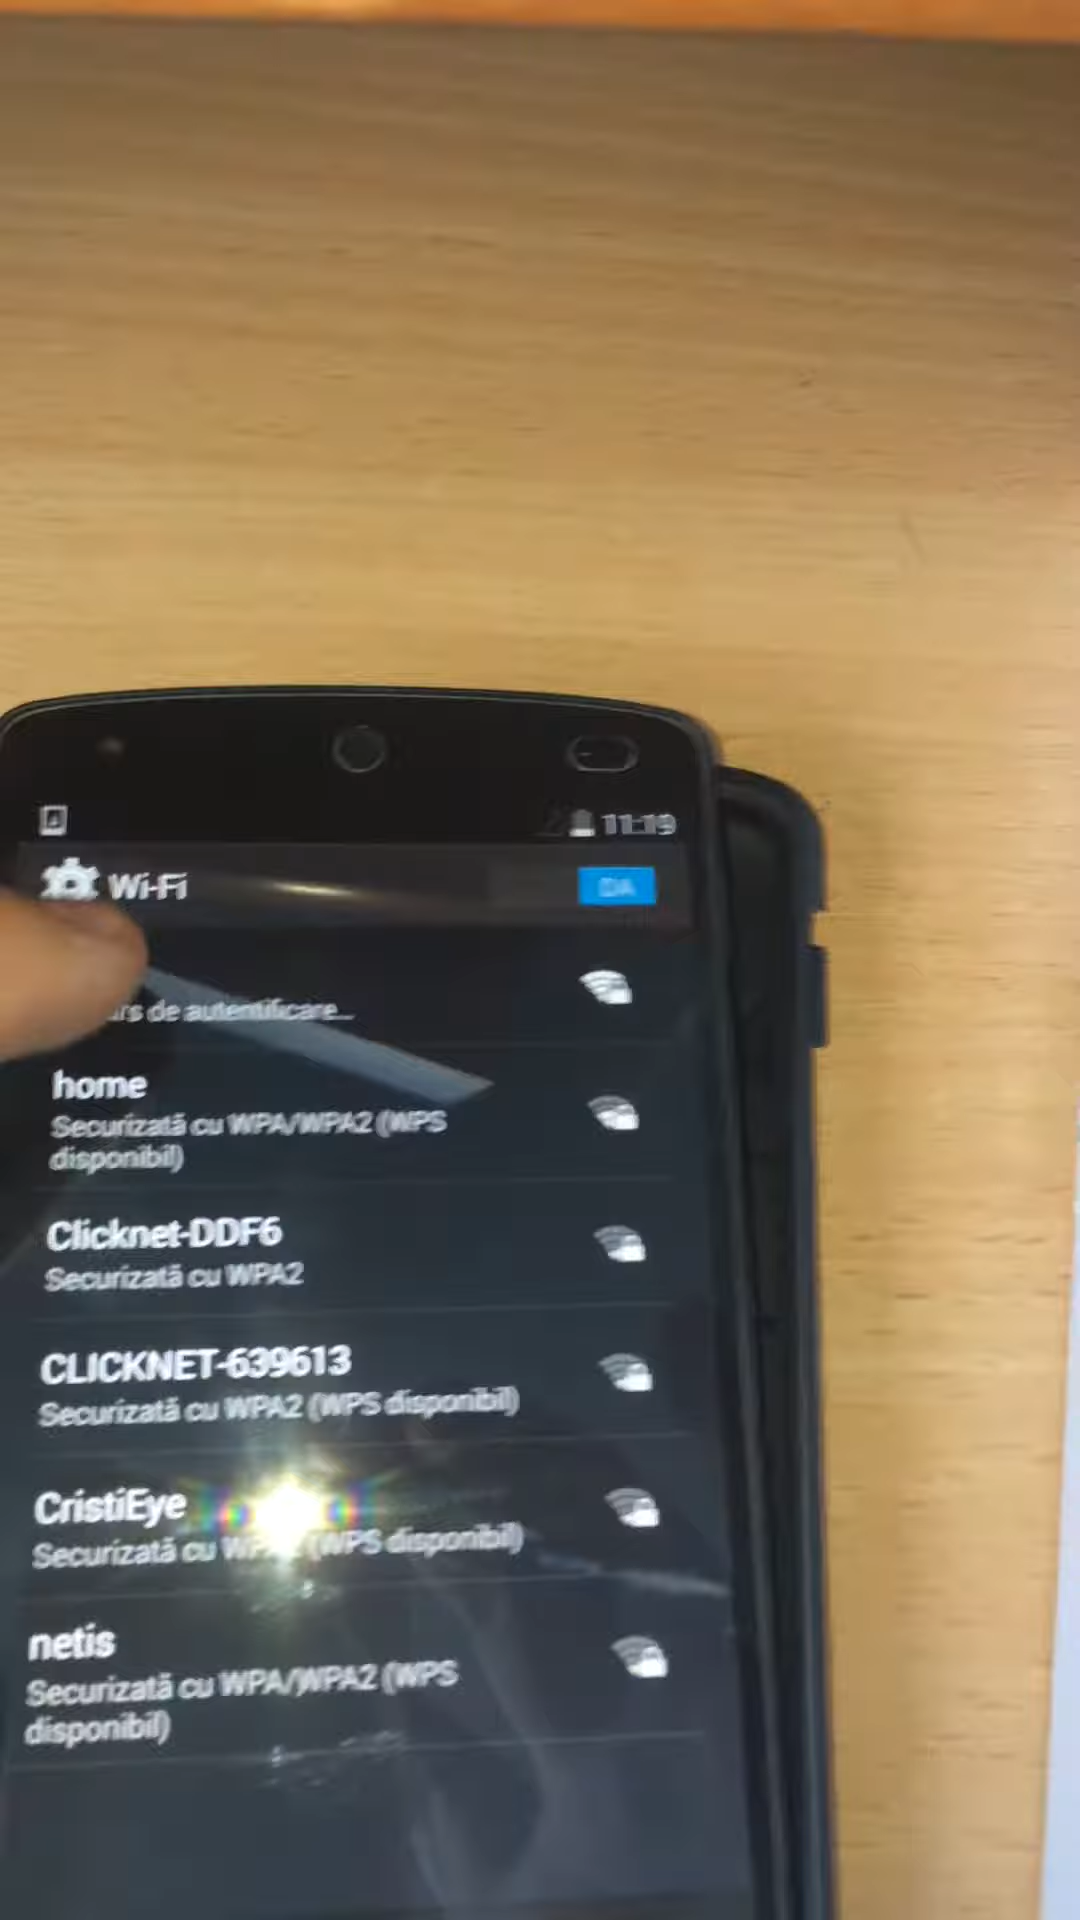 11:19
Wi-Fi
DA
de autentificare...
home
Securizată cu WPA/WPA2 (WPS
disponibil)
Clicknet-DDF6
Securizată cu WPA2
CLICKNET-639613
Securizată cu WPA2 (WPS disponibil)
CristiEye
Securizată cu (WPS disponibil)
netis
Securizată cu WPA/WPA2 (WPS
disponibil)